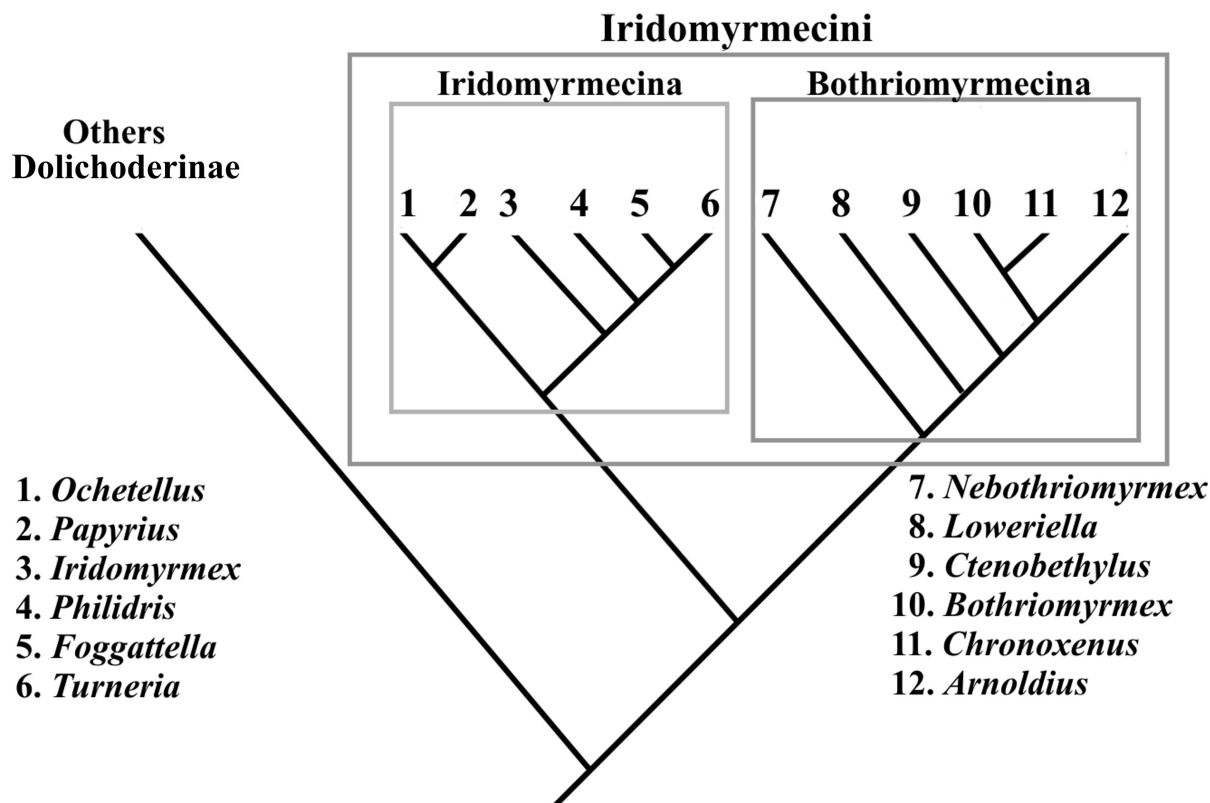 Iridomyrmecini
Iridomyrmecina
Bothriomyrmecina
Others
Dolichoderinae
1 2 3 4 5 6 7 8 9 10 11 12
1. Ochetellus
2. Papyrius
3. Iridomyrmex
4. Philidris
5. Foggattella
6. Turneria
7. Nebothriomyrmex
8. Loweriella
9. Ctenobethylus
10. Bothriomyrmex
11. Chronoxenus
12. Arnoldius